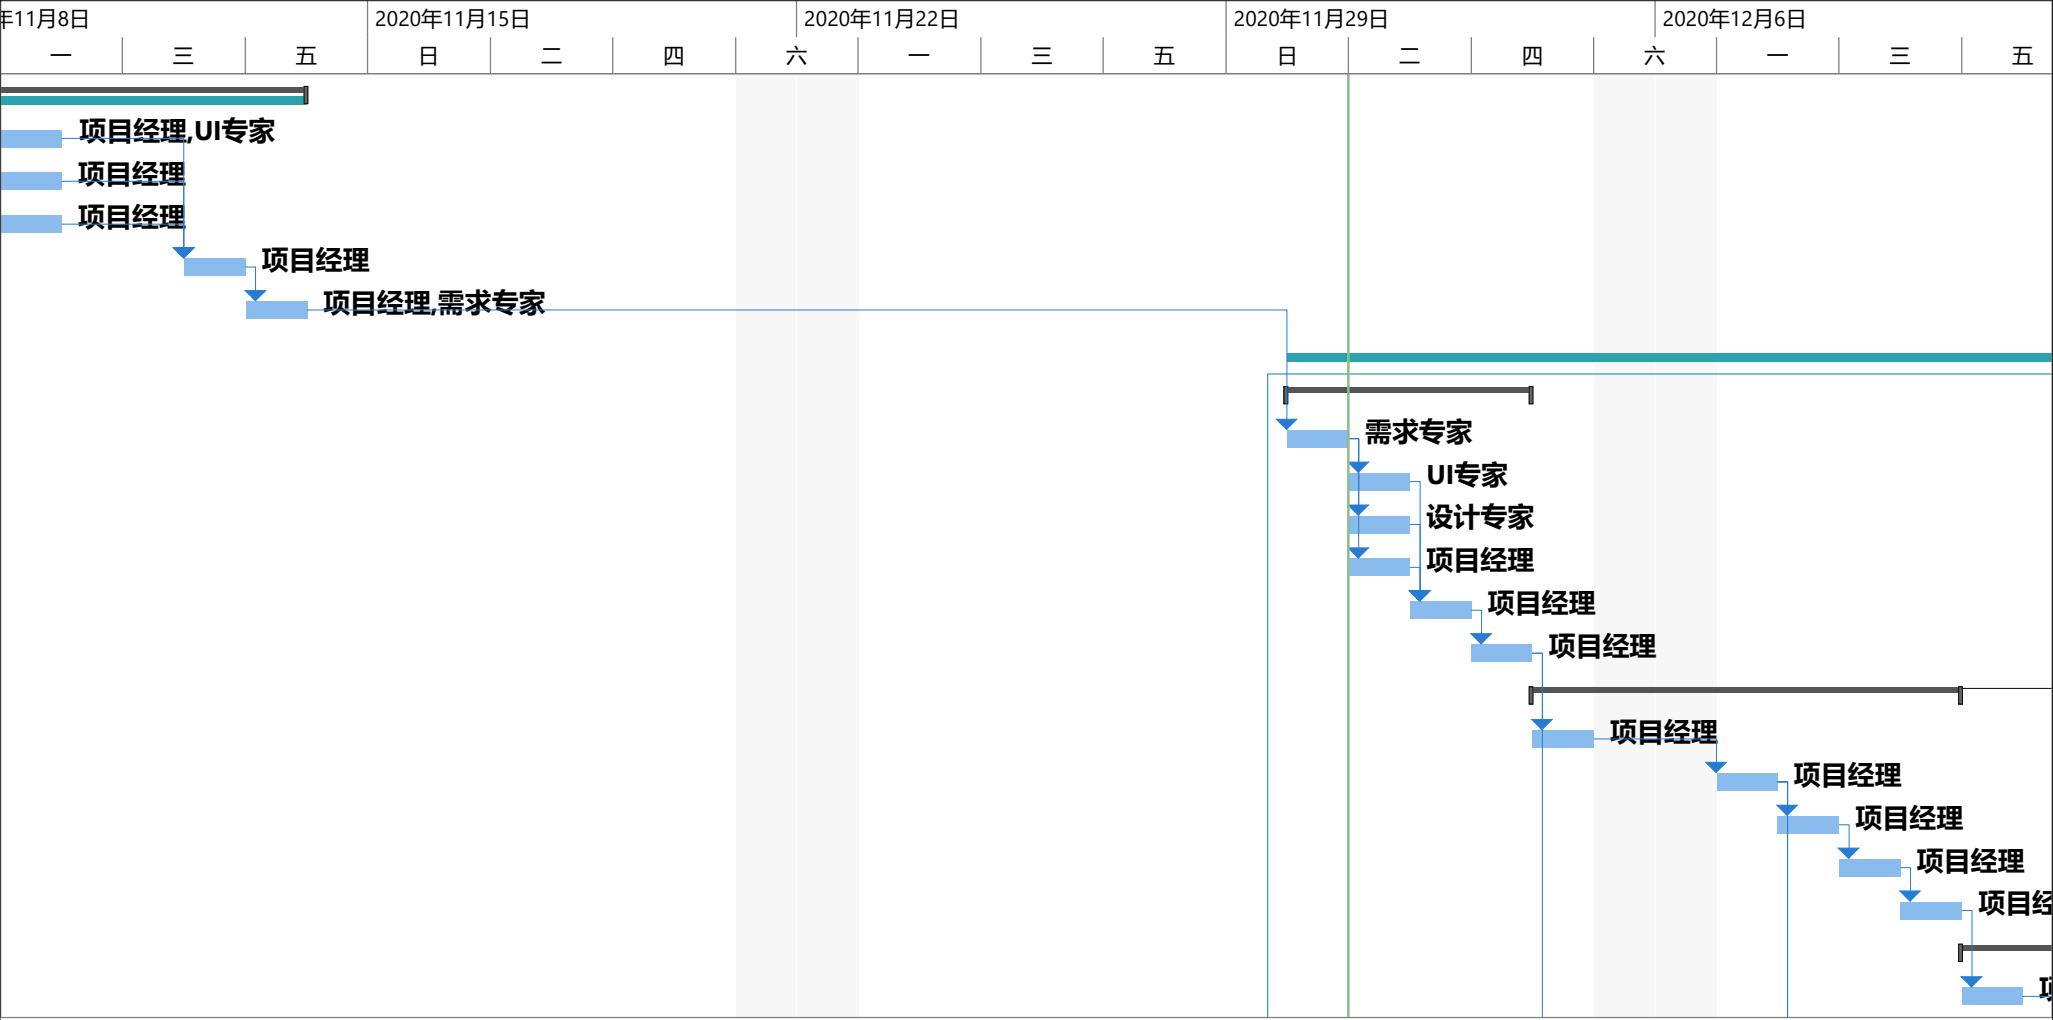 年11月8日 2020年11月15日 2020年11月22日 2020年11月29日 2020年12月6日
一 三 五 日 二 四 六 一 三 五 日 二 四 六 一 三 五
项目经理,UI专家
项目经理
项目经理
项目经理
项目经理,需求专家
需求专家
UI专家
设计专家
项目经理
项目经理
项目经理
项目经理
项目经理
项目经理
项目经理
项目经
项